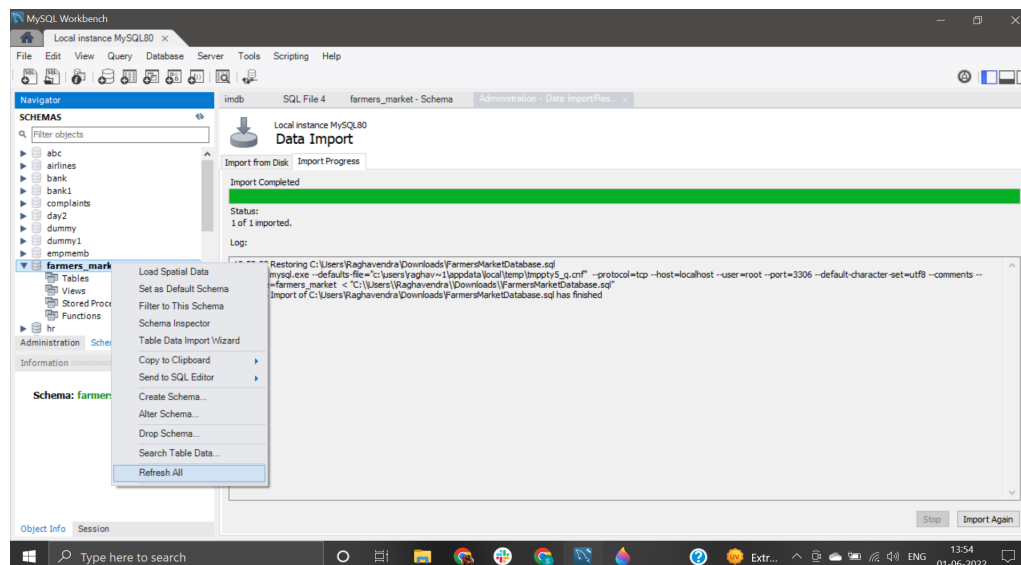 MySQL Workbench
Local instance MySQL80 ×
File Edit View Query Database Server Tools Scripting Help
Navigator
SCHEMAS
Filter objects
abc
airlines
bank
bank1
complaints
day2
dummy
dummy1
empmemb
farmers_mark
Tables
Views
Stored Proce
Functions
hr
Administration Sche
Information
Schema: farmer
Object Info Session
Load Spatial Data
Set as Default Schema
Filter to This Schema
Schema Inspector
Table Data Import Wizard
Copy to Clipboard
Send to SQL Editor
Create Schema...
Alter Schema...
Drop Schema...
Search Table Data...
Refresh All
imdb SQL File 4 farmers_market - Schema Administration - Data Import/Res... ×
Local instance MySQL80
Data Import
Import from Disk Import Progress
Import Completed
Status:
1 of 1 imported.
Log:
Restoring C:\Users\Raghavendra\Downloads\FarmersMarketDatabase.sql
mysql.exe --defaults-file="c:\users\raghav~1\appdata\local\temp\tmppty5_q.cnf" --protocol=tcp --host=localhost --user=root --port=3306 --default-character-set=utf8 --comments --
=farmers_market < "C:\\Users\\Raghavendra\\Downloads\\FarmersMarketDatabase.sql"
Import of C:\Users\Raghavendra\Downloads\FarmersMarketDatabase.sql has finished
Stop Import Again
Type here to search
Extr... ENG
13:54
01-06-2022